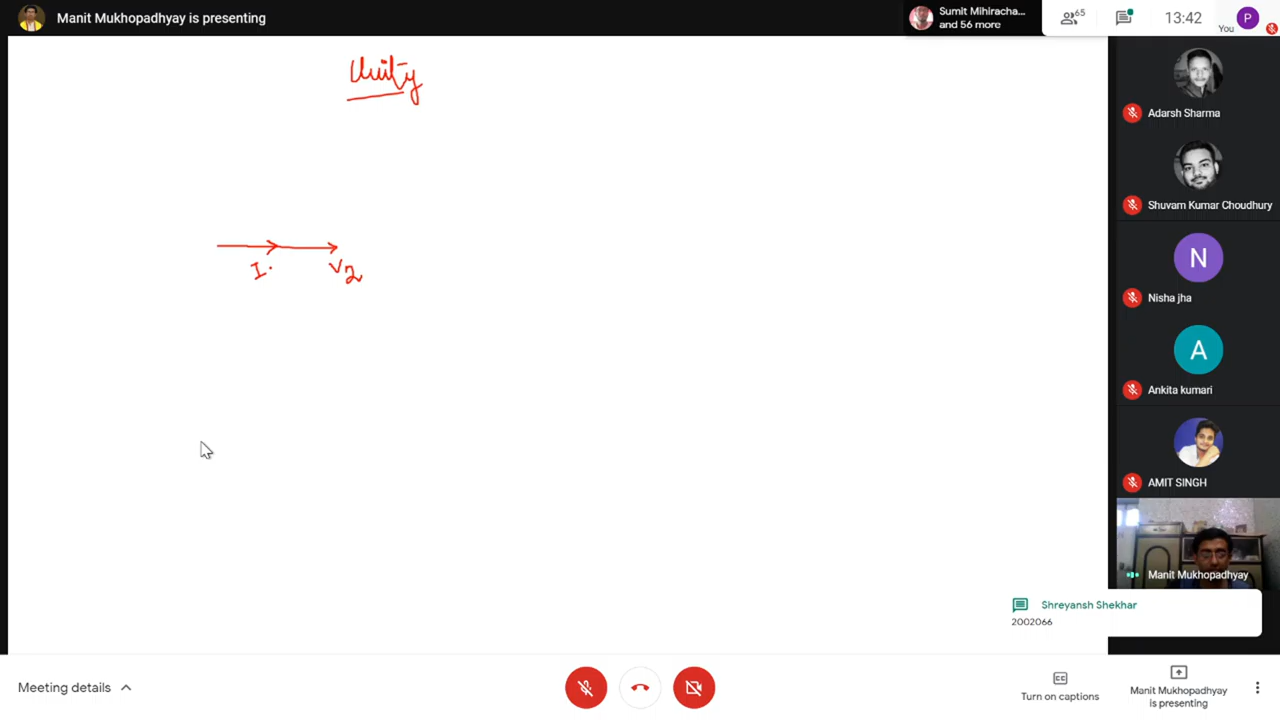 Manit Mukhopadhyay is presenting
Sumit Mihiracha...
and 56 more
65
13:42
You
P
Unity
I.
V2
Adarsh Sharma
Shuvam Kumar Choudhury
N
Nisha jha
A
Ankita kumari
AMIT SINGH
Manit Mukhopadhyay
Shreyansh Shekhar
2002066
Meeting details
CC
Turn on captions
Manit Mukhopadhyay
is presenting